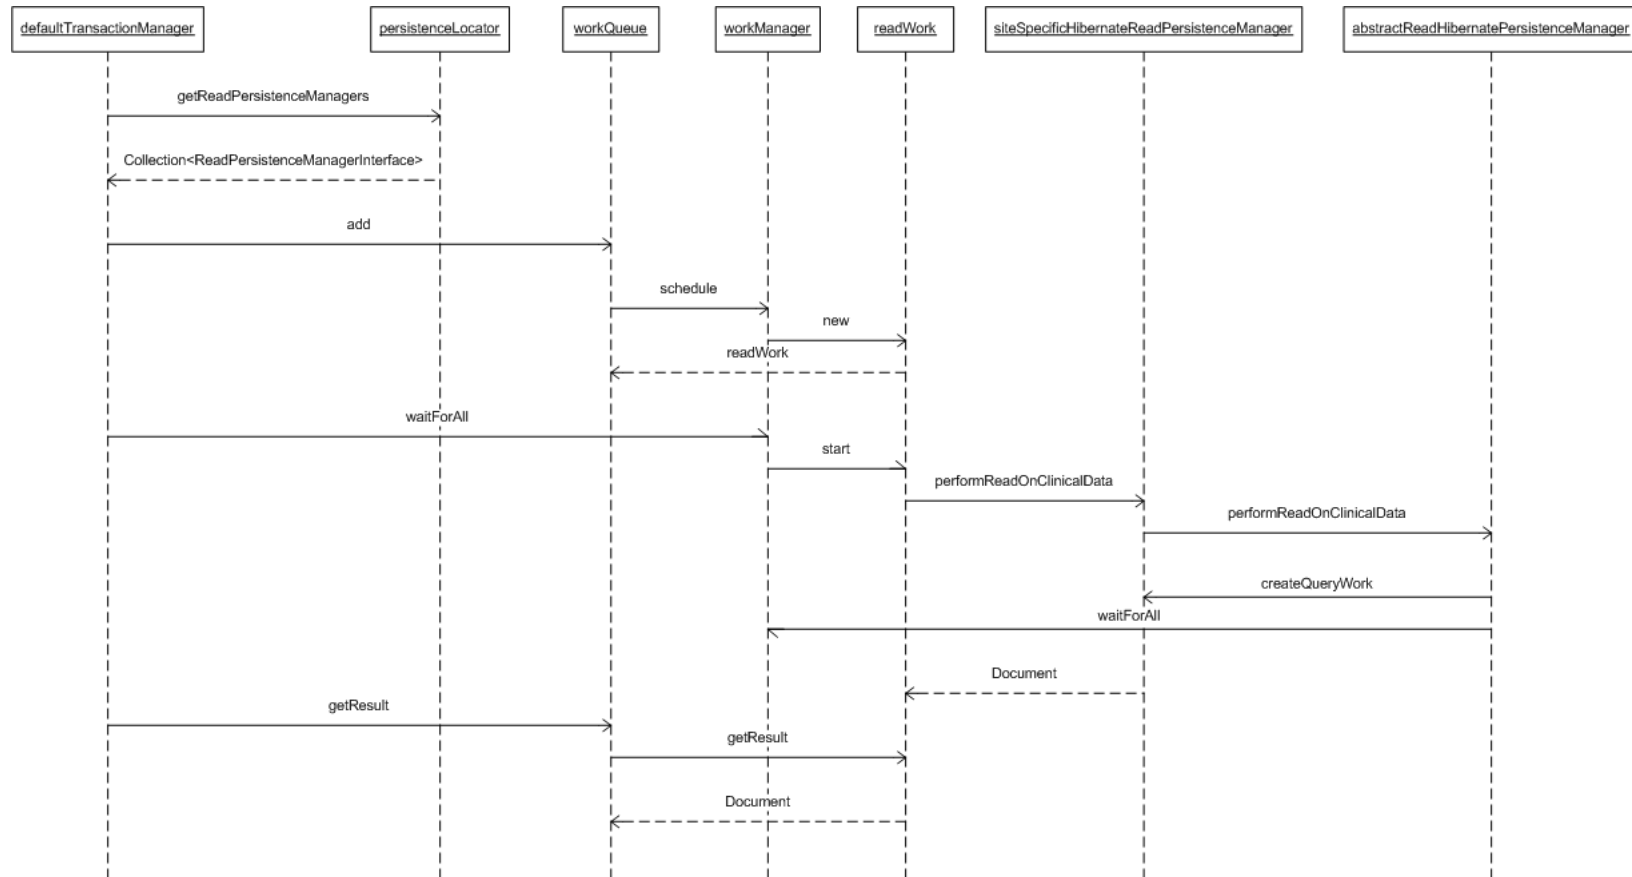 defaultTransactionManager
persistenceLocator
workQueue
workManager
readWork
siteSpecificHibernateReadPersistenceManager
abstractReadHibernatePersistenceManager
getReadPersistenceManagers
Collection<ReadPersistenceManagerInterface>
add
schedule
new
readWork
waitForAll
start
performReadOnClinicalData
performReadOnClinicalData
createQueryWork
waitForAll
Document
getResult
getResult
Document